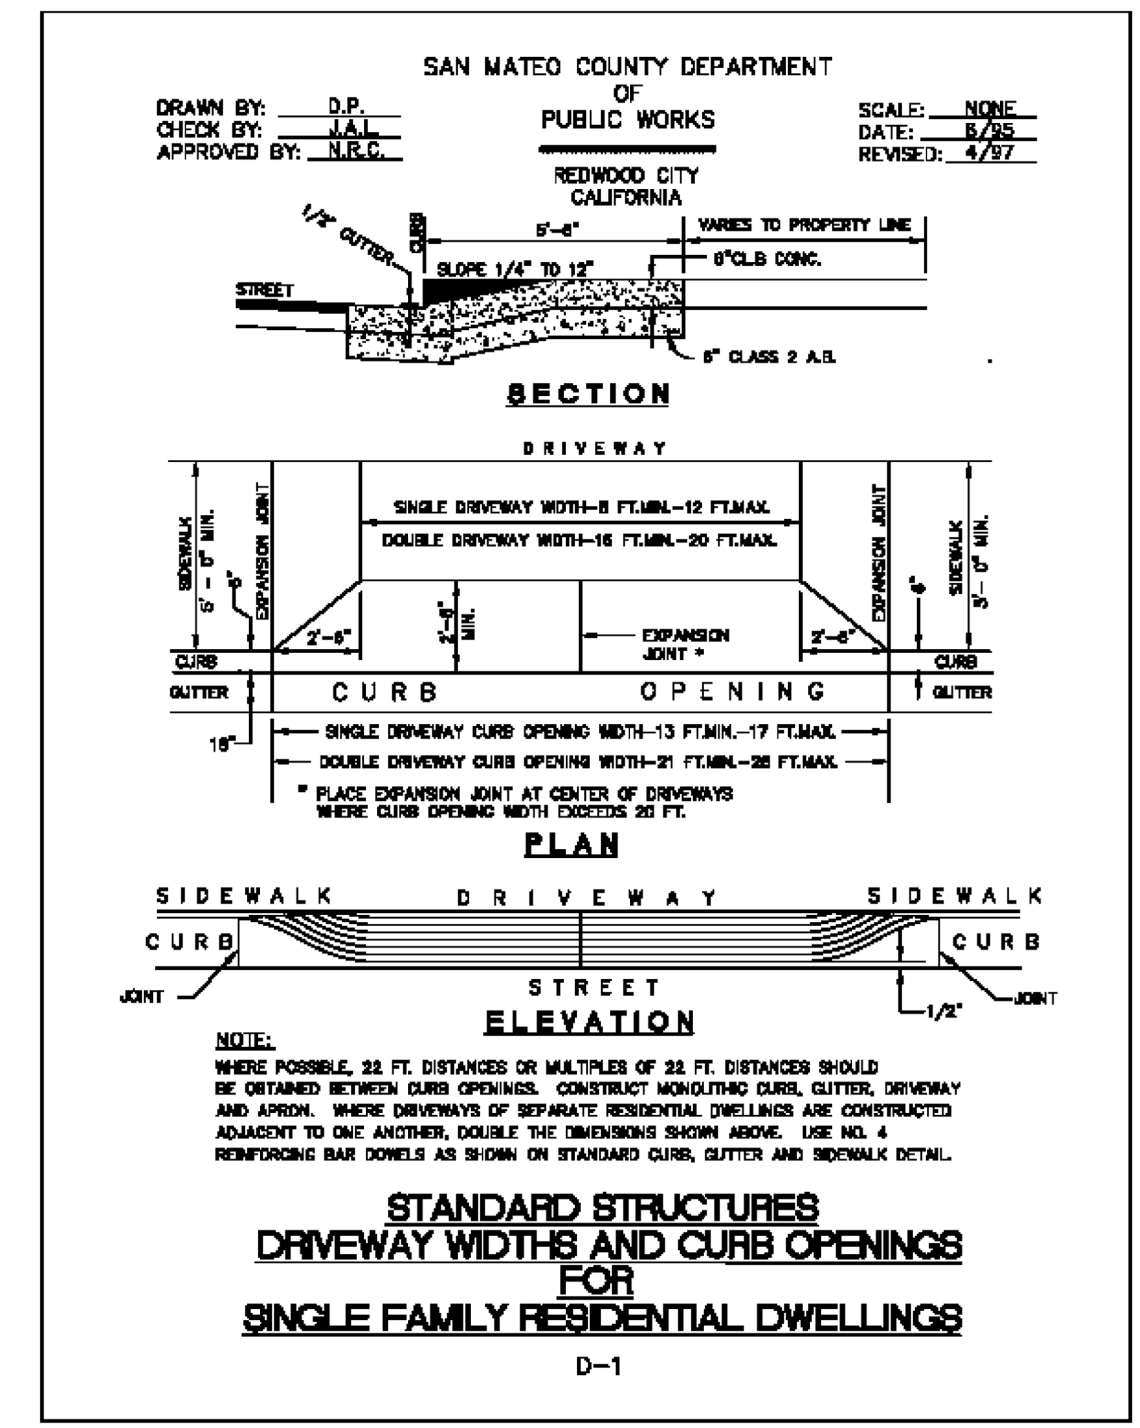 SAN MATEO COUNTY DEPARTMENT
OF
PUBLIC WORKS
REDWOOD CITY
CALIFORNIA
DRAWN BY: D.P.
CHECK BY: J.A.L.
APPROVED BY: N.R.C.
SCALE: NONE
DATE: 6/95
REVISED: 4/97
1/2" GUTTER
CURB
VARIES TO PROPERTY LINE
SLOPE 1/4" TO 12"
STREET
6" CLASS 2 A.B.
SECTION
DRIVEWAY
SIDEWALK
5'-0" MIN.
EXPANSION JOINT
SINGLE DRIVEWAY WIDTH-8 FT.MIN.-12 FT.MAX.
DOUBLE DRIVEWAY WIDTH-16 FT.MIN.-20 FT.MAX.
EXPANSION JOINT
SIDEWALK
5'-0" MIN.
6"
6"
2'-6"
2'-6"
MIN.
EXPANSION
JOINT *
2'-6"
CURB
CURB
GUTTER
CURB OPENING
GUTTER
SINGLE DRIVEWAY CURB OPENING WIDTH-13 FT.MIN.-17 FT.MAX.
DOUBLE DRIVEWAY CURB OPENING WIDTH-21 FT.MIN.-25 FT.MAX.
* PLACE EXPANSION JOINT AT CENTER OF DRIVEWAYS
WHERE CURB OPENING WIDTH EXCEEDS 20 FT.
PLAN
SIDEWALK DRIVEWAY SIDEWALK
CURB CURB
JOINT STREET JOINT
1/2"
ELEVATION
NOTE:
WHERE POSSIBLE, 22 FT. DISTANCES OR MULTIPLES OF 22 FT. DISTANCES SHOULD
BE OBTAINED BETWEEN CURB OPENINGS. CONSTRUCT MONOLITHIC CURB, GUTTER, DRIVEWAY
AND APRON. WHERE DRIVEWAYS OF SEPARATE RESIDENTIAL DWELLINGS ARE CONSTRUCTED
ADJACENT TO ONE ANOTHER, DOUBLE THE DIMENSIONS SHOWN ABOVE. USE NO. 4
REINFORCING BAR DOWELS AS SHOWN ON STANDARD CURB, GUTTER AND SIDEWALK DETAIL.
STANDARD STRUCTURES
DRIVEWAY WIDTHS AND CURB OPENINGS
FOR
SINGLE FAMILY RESIDENTIAL DWELLINGS
D-1